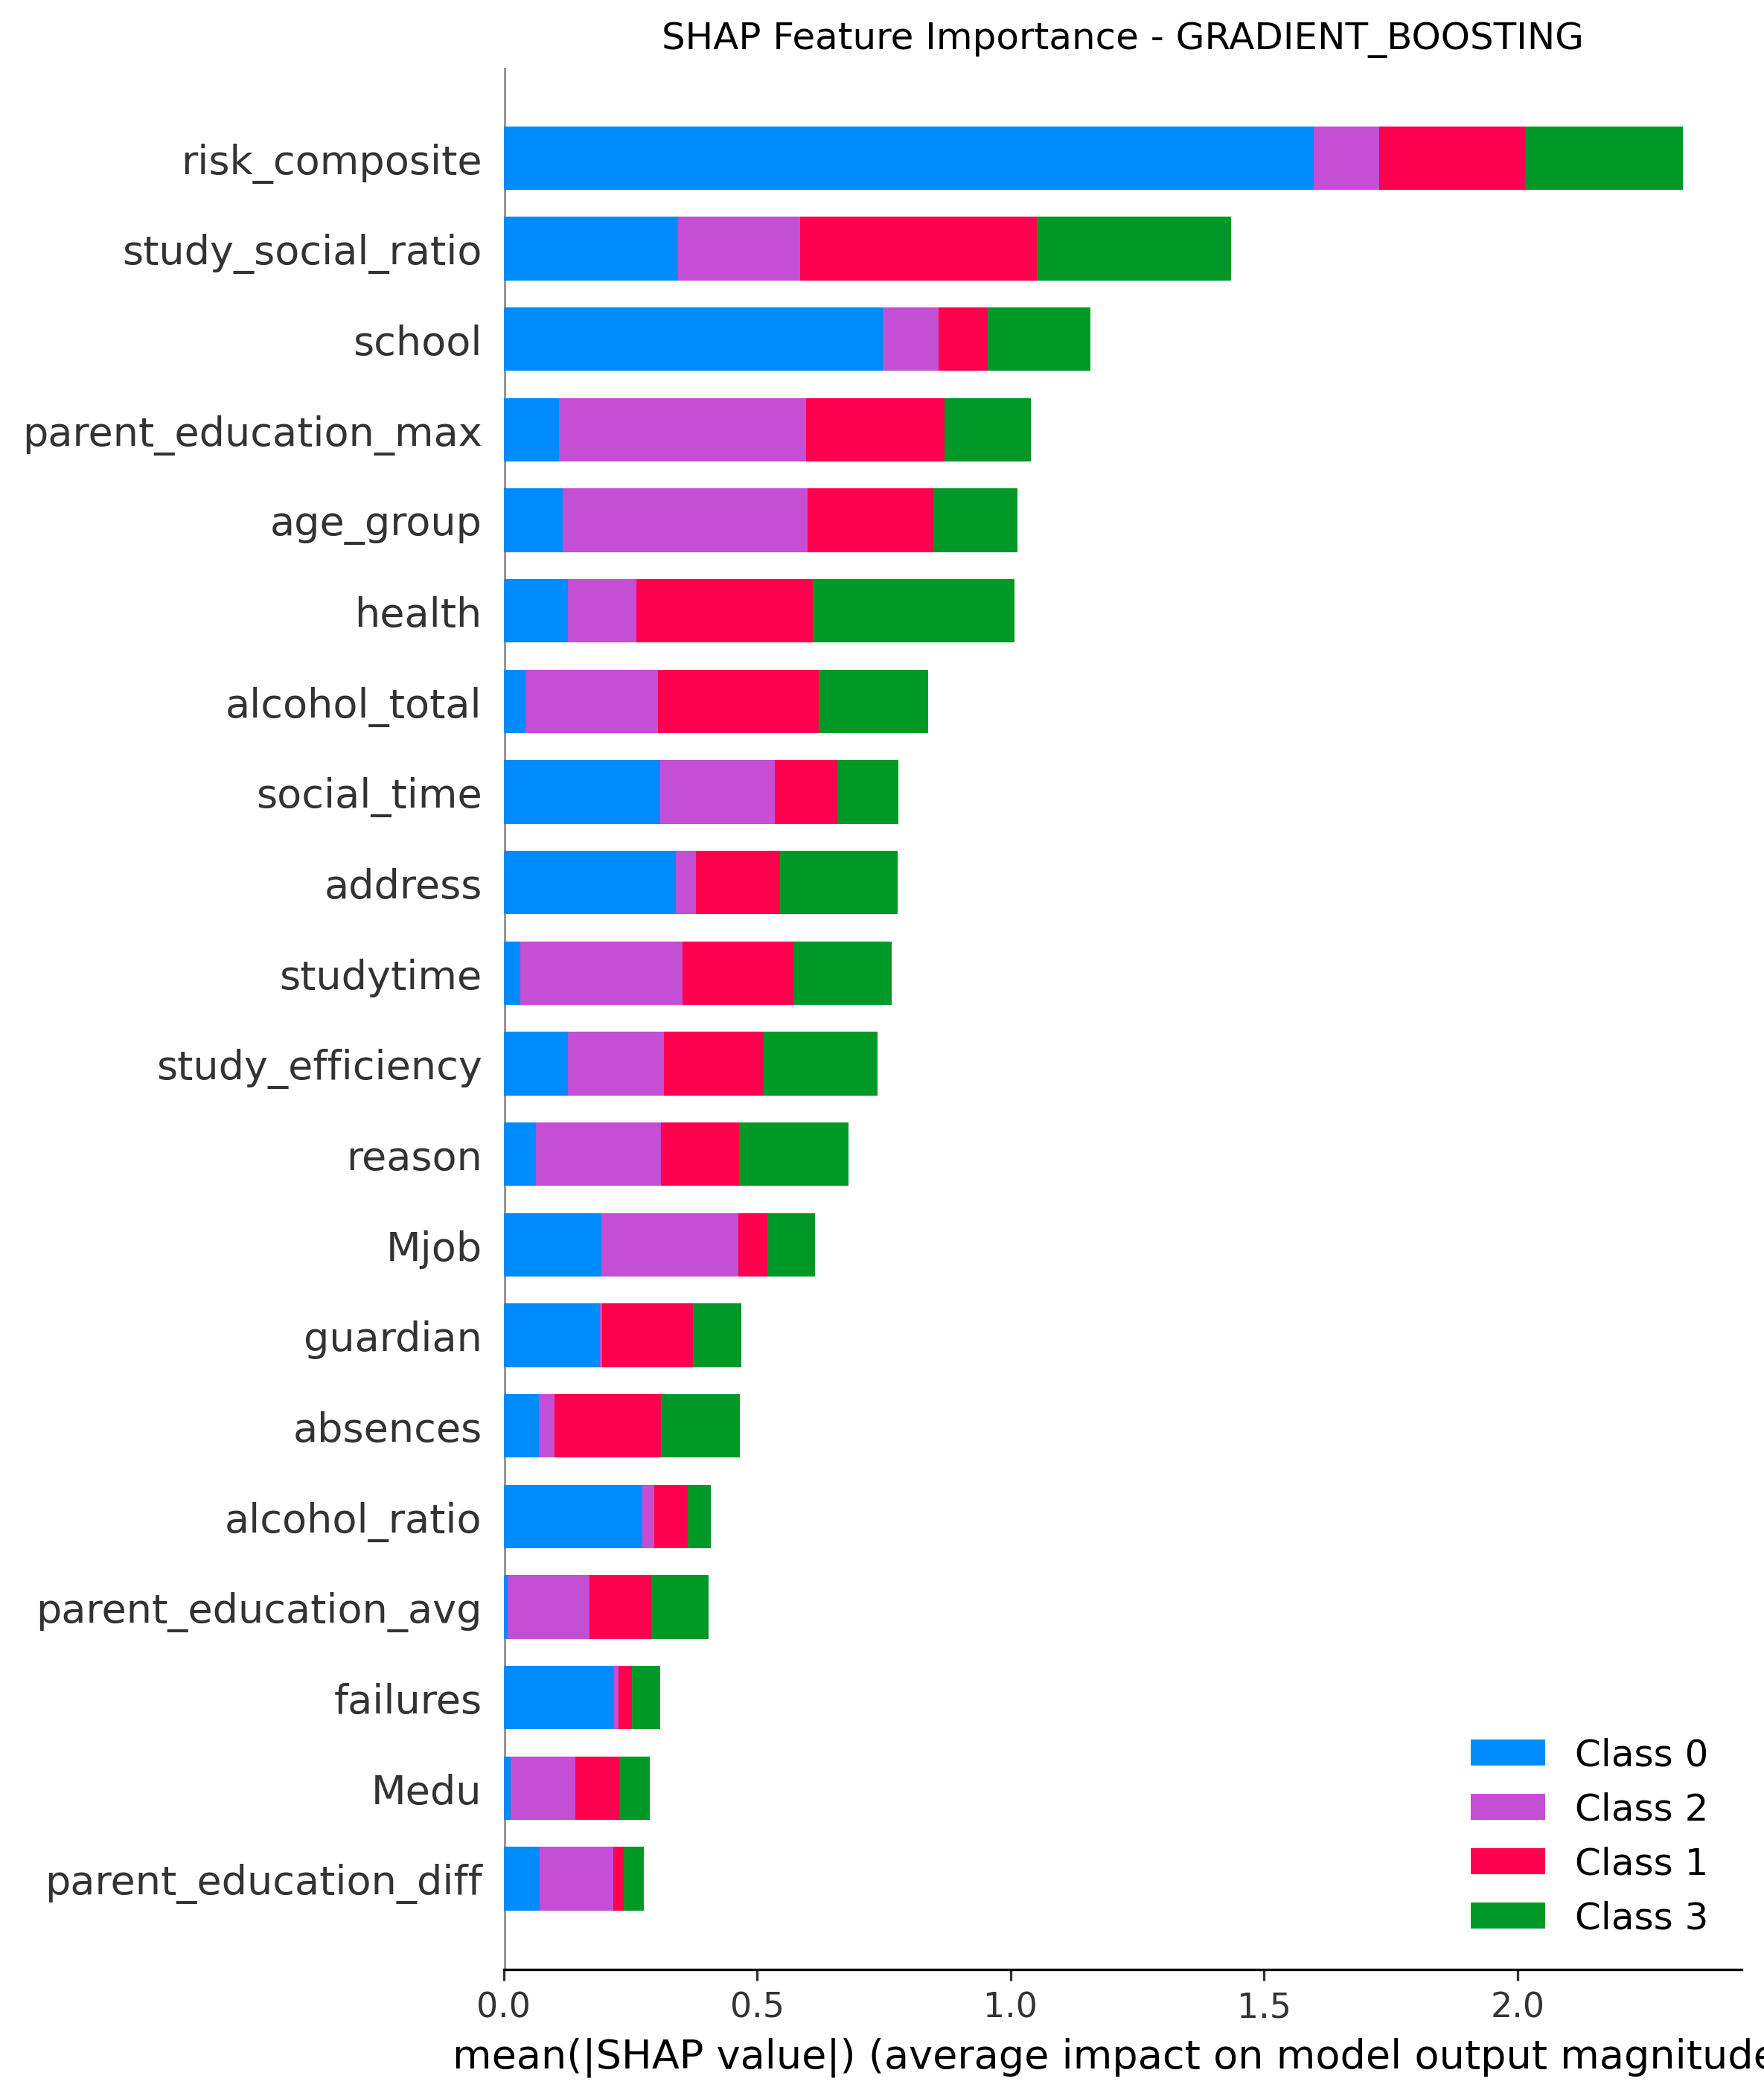 SHAP Feature Importance - GRADIENT_BOOSTING
risk_composite
study_social_ratio
school
parent_education_max
age_group
health
alcohol_total
social_time
address
studytime
study_efficiency
reason
Mjob
guardian
absences
alcohol_ratio
parent_education_avg
failures
Medu
parent_education_diff
Class 0
Class 2
Class 1
Class 3
0.0 0.5 1.0 1.5 2.0
mean(|SHAP value|) (average impact on model output magnitude